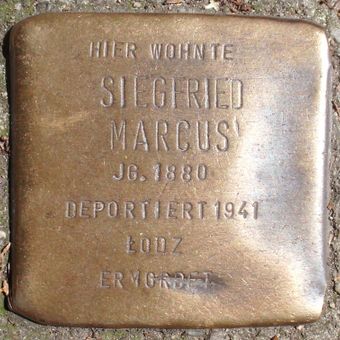 HIER WOHNTE
SIEGFRIED
MARCUS
JG. 1880
DEPORTIERT 1941
ŁODZ
ERMORDET